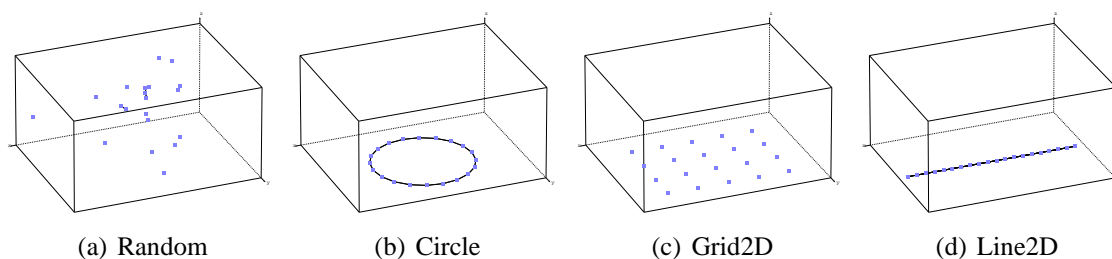 z z z z
x x x x
y y y y
(a) Random (b) Circle (c) Grid2D (d) Line2D